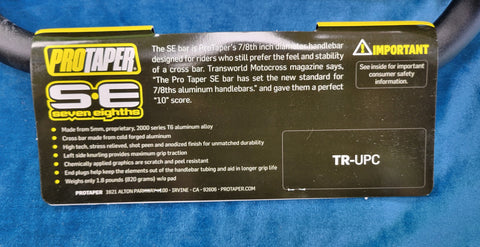 PROTAPER
S•E
seven eighths
The SE bar is ProTaper's 7/8th inch diameter handlebar
designed for riders who still prefer the feel and stability
of a cross bar. Transworld Motocross magazine says,
"The Pro Taper SE bar has set the new standard for
7/8ths aluminum handlebars," and gave them a perfect
"10" score.
IMPORTANT
See inside for important
consumer safety
information.
• Made from 5mm, proprietary, 2000 series T6 aluminum alloy
• Cross bar made from cold forged aluminum
• High tech, stress relieved, shot peen and anodized finish for unmatched durability
• Left side knurling provides maximum grip traction
• Chemically applied graphics are scratch and peel resistant
• End plugs help keep the elements out of the handlebar tubing and aid in longer grip life
• Weighs only 1.8 pounds (820 grams) w/o pad
TR-UPC
PROTAPER 1621 ALTON 100 - IRVINE - CA - 92606 - PROTAPER.COM